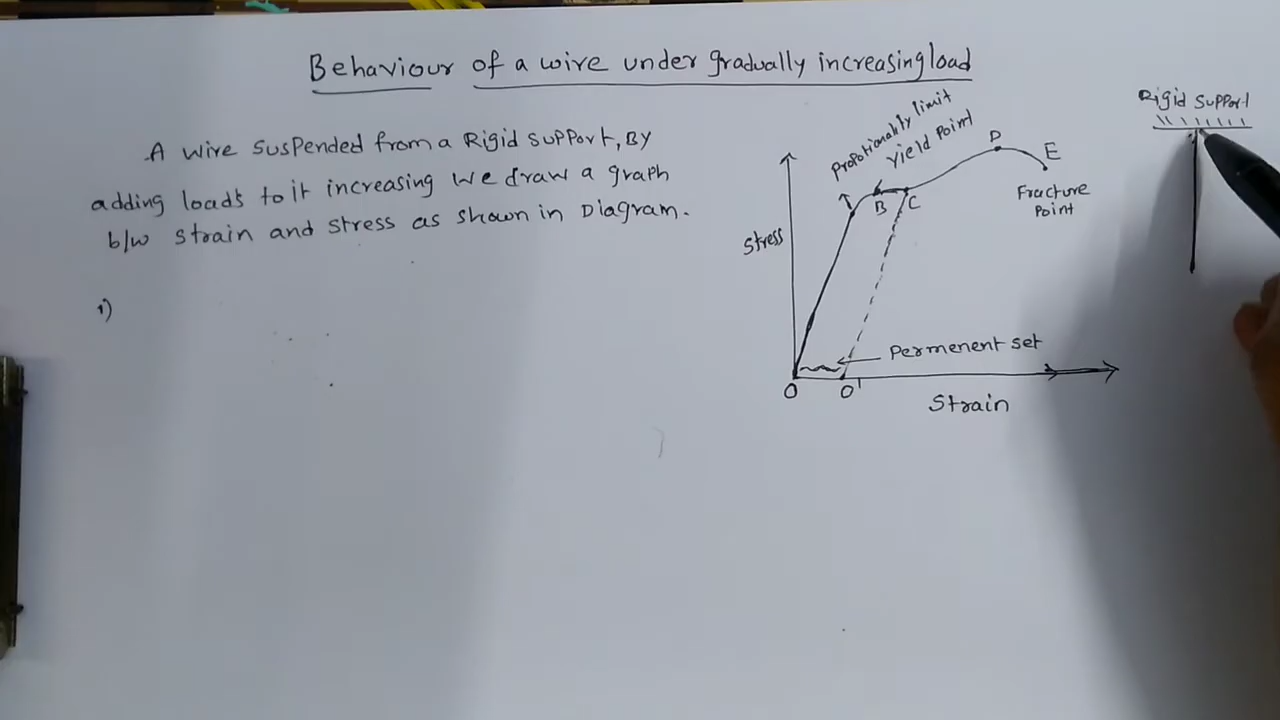 Behaviour of a wire under gradually increasing load
A wire suspended from a Rigid support, By
adding loads to it increasing we draw a graph
b/w strain and stress as shown in Diagram.
1)
Rigid Support
Propotionably limit
yield Point
D
E
Fracture
Point
B
C
Stress
Permenent set
O
O'
Strain